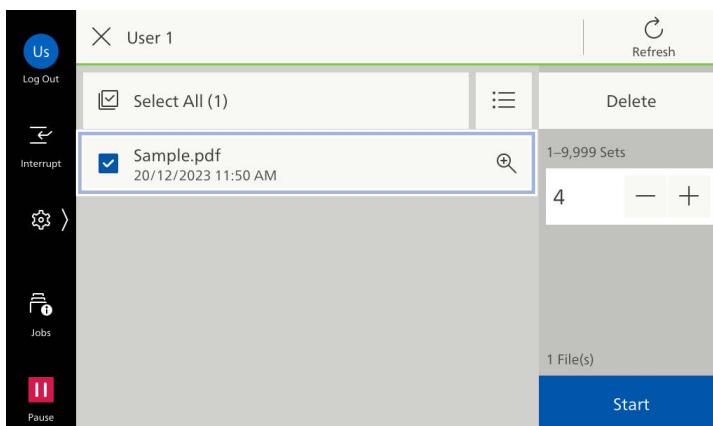 Us
Log Out
Interrupt
Jobs
Pause
User 1
Refresh
Select All (1)
Sample.pdf
20/12/2023 11:50 AM
Delete
1–9,999 Sets
4
1 File(s)
Start